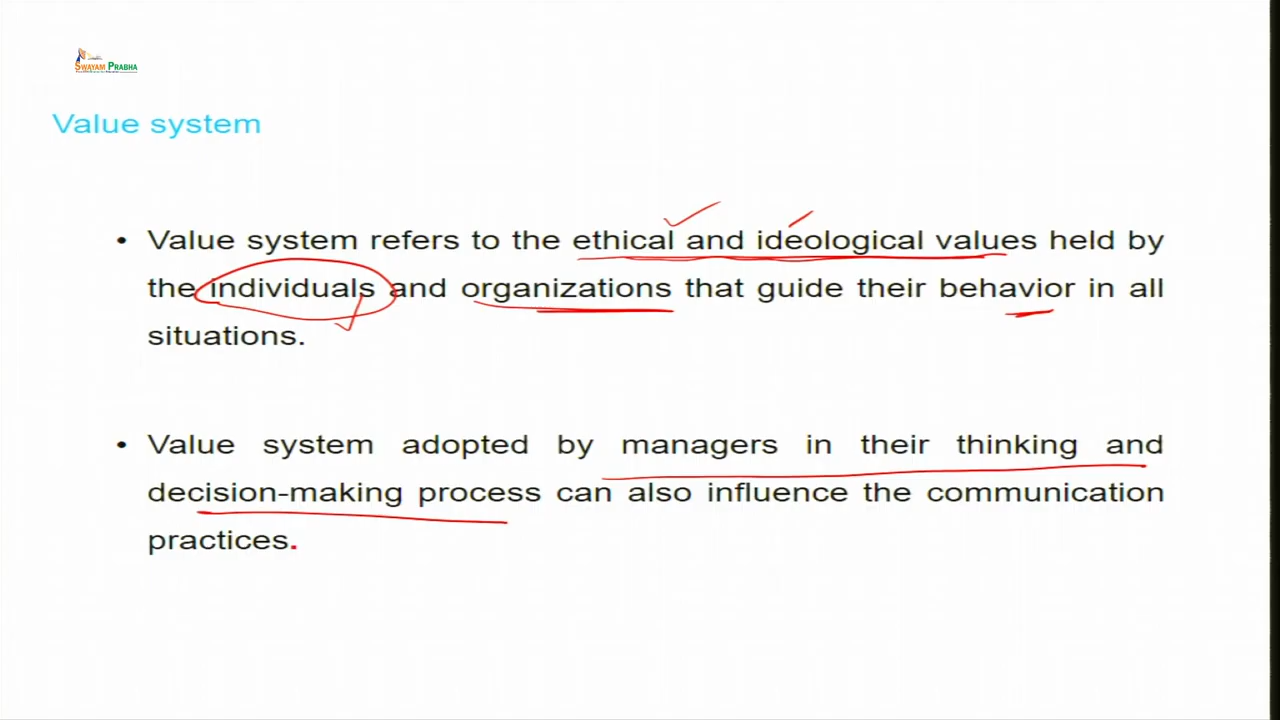 SWAYAM PRABHA
Value system
• Value system refers to the ethical and ideological values held by
the individuals and organizations that guide their behavior in all
situations.
• Value system adopted by managers in their thinking and
decision-making process can also influence the communication
practices.